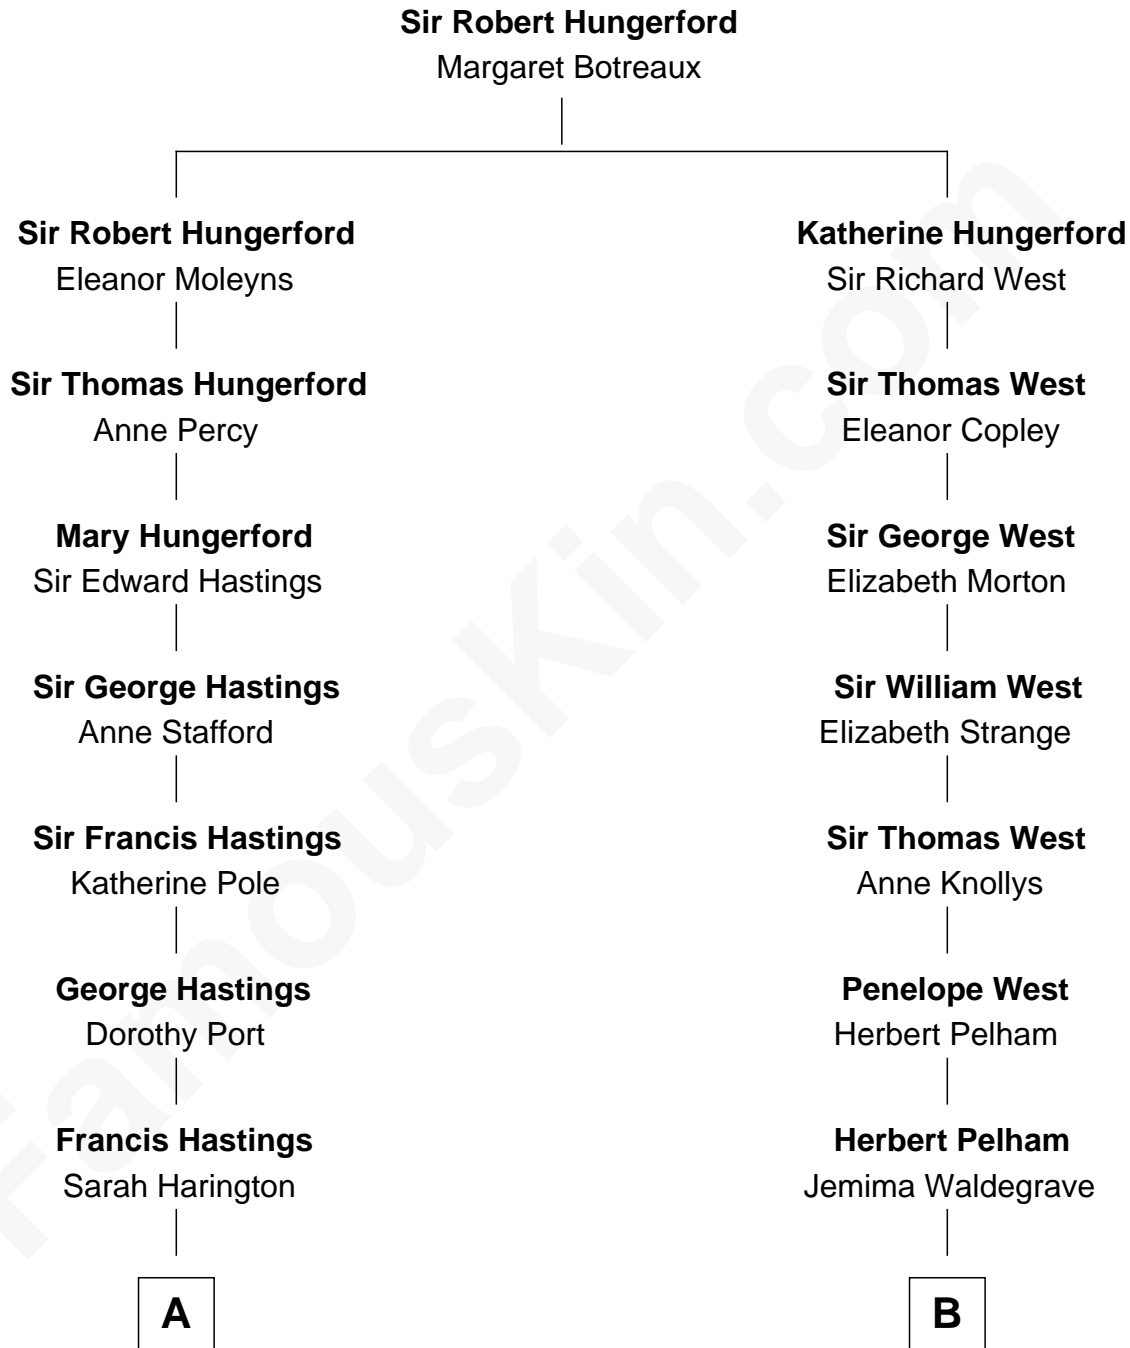 Sir Robert Hungerford
Margaret Botreaux
Sir Robert Hungerford
Eleanor Moleyns
Katherine Hungerford
Sir Richard West
Sir Thomas Hungerford
Anne Percy
Sir Thomas West
Eleanor Copley
Mary Hungerford
Sir Edward Hastings
Sir George West
Elizabeth Morton
Sir George Hastings
Anne Stafford
Sir William West
Elizabeth Strange
Sir Francis Hastings
Katherine Pole
Sir Thomas West
Anne Knollys
George Hastings
Dorothy Port
Penelope West
Herbert Pelham
Francis Hastings
Sarah Harington
Herbert Pelham
Jemima Waldegrave
A
B
FamousKin.com